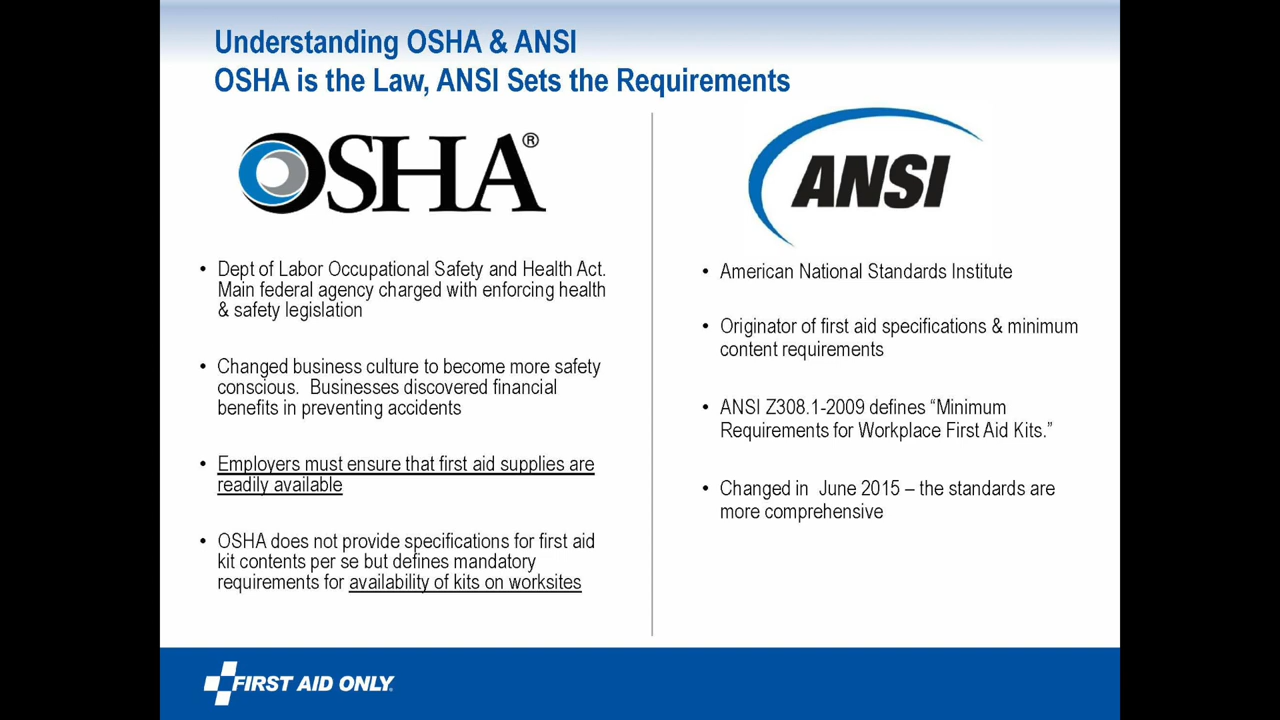 Understanding OSHA & ANSI
OSHA is the Law, ANSI Sets the Requirements
OSHA®
• Dept of Labor Occupational Safety and Health Act.
Main federal agency charged with enforcing health
& safety legislation
• Changed business culture to become more safety
conscious.  Businesses discovered financial
benefits in preventing accidents
• Employers must ensure that first aid supplies are
readily available
• OSHA does not provide specifications for first aid
kit contents per se but defines mandatory
requirements for availability of kits on worksites
ANSI
• American National Standards Institute
• Originator of first aid specifications & minimum
content requirements
• ANSI Z308.1-2009 defines “Minimum
Requirements for Workplace First Aid Kits.”
• Changed in  June 2015 – the standards are
more comprehensive
FIRST AID ONLY®